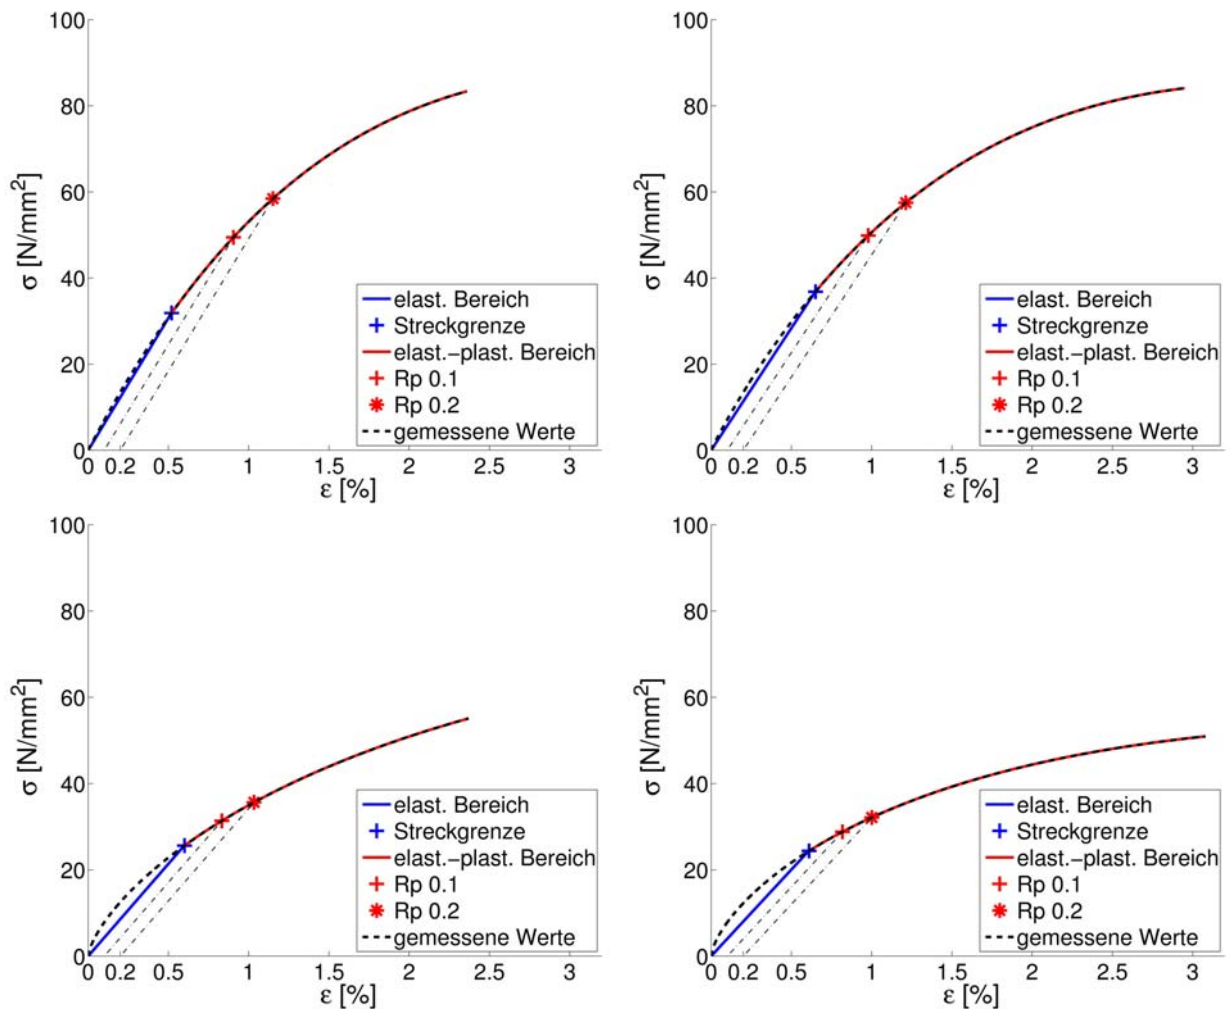 100
80
60
40
20
0
σ [N/mm²]
0 0.2 0.5 1 1.5 2 2.5 3
ε [%]
elast. Bereich
Streckgrenze
elast.-plast. Bereich
Rp 0.1
Rp 0.2
gemessene Werte
100
80
60
40
20
0
σ [N/mm²]
0 0.2 0.5 1 1.5 2 2.5 3
ε [%]
elast. Bereich
Streckgrenze
elast.-plast. Bereich
Rp 0.1
Rp 0.2
gemessene Werte
100
80
60
40
20
0
σ [N/mm²]
0 0.2 0.5 1 1.5 2 2.5 3
ε [%]
elast. Bereich
Streckgrenze
elast.-plast. Bereich
Rp 0.1
Rp 0.2
gemessene Werte
100
80
60
40
20
0
σ [N/mm²]
0 0.2 0.5 1 1.5 2 2.5 3
ε [%]
elast. Bereich
Streckgrenze
elast.-plast. Bereich
Rp 0.1
Rp 0.2
gemessene Werte